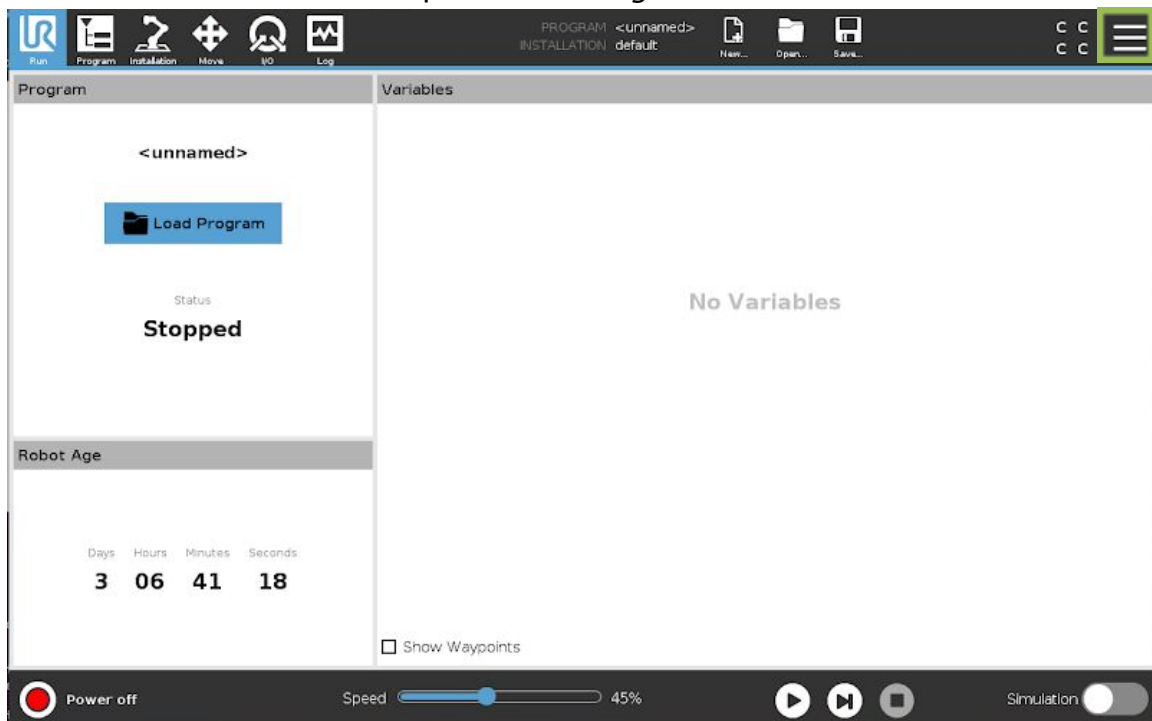 UR
Run
Program
Installation
Move
I/O
Log
PROGRAM <unnamed>
INSTALLATION default
New...
Open...
Save...
C C
C C
Program
<unnamed>
Load Program
Status
Stopped
Variables
No Variables
Robot Age
Days Hours Minutes Seconds
3 06 41 18
Show Waypoints
Power off
Speed 45%
Simulation